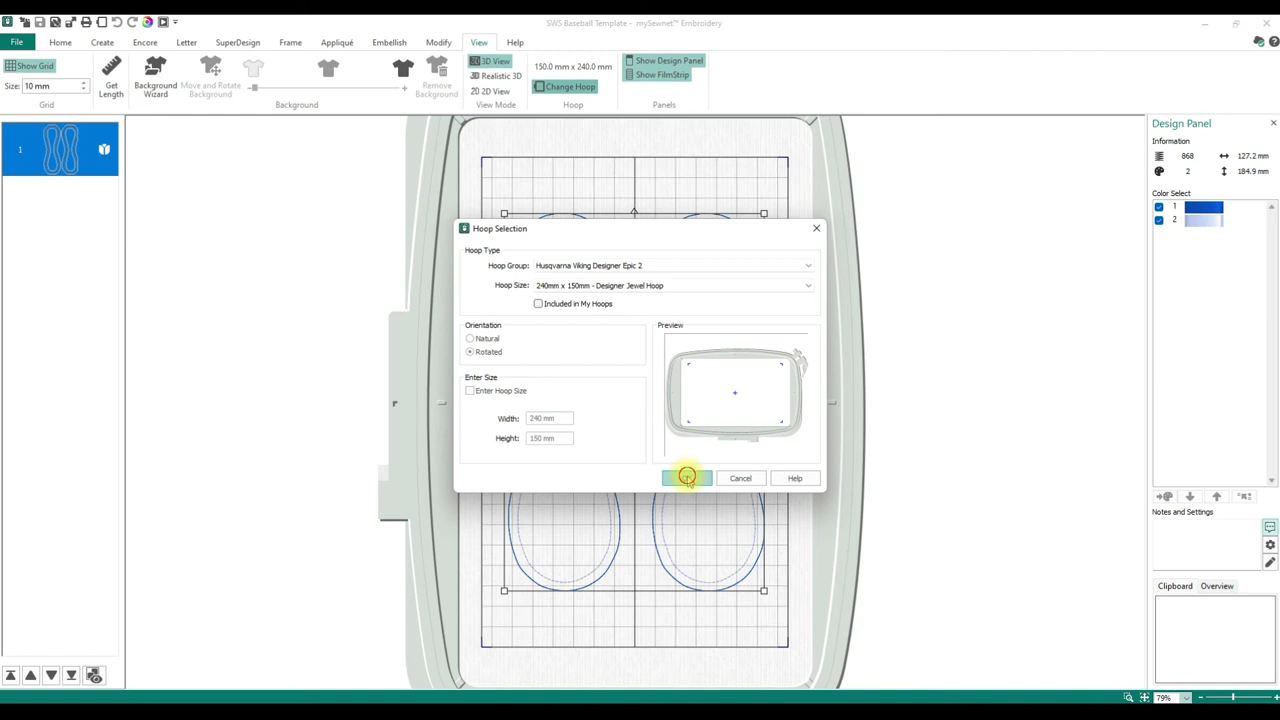 SWS Baseball Template - mySewnet™ Embroidery
File Home Create Encore Letter SuperDesign Frame Appliqué Embellish Modify View Help
Show Grid
Size: 10 mm
Grid
Get Length
Background Wizard
Move and Rotate Background
Remove Background
Background
3D View
Realistic 3D
2D 2D View
View Mode
150.0 mm x 240.0 mm
Change Hoop
Hoop
Show Design Panel
Show FilmStrip
Panels
1
Hoop Selection
Hoop Type
Hoop Group: Husqvarna Viking Designer Epic 2
Hoop Size: 240mm x 150mm - Designer Jewel Hoop
Included in My Hoops
Orientation
Natural
Rotated
Enter Size
Enter Hoop Size
Width: 240 mm
Height: 150 mm
Preview
Cancel Help
Design Panel
Information
868 127.2 mm
2 184.9 mm
Color Select
1
2
Notes and Settings
Clipboard Overview
79%